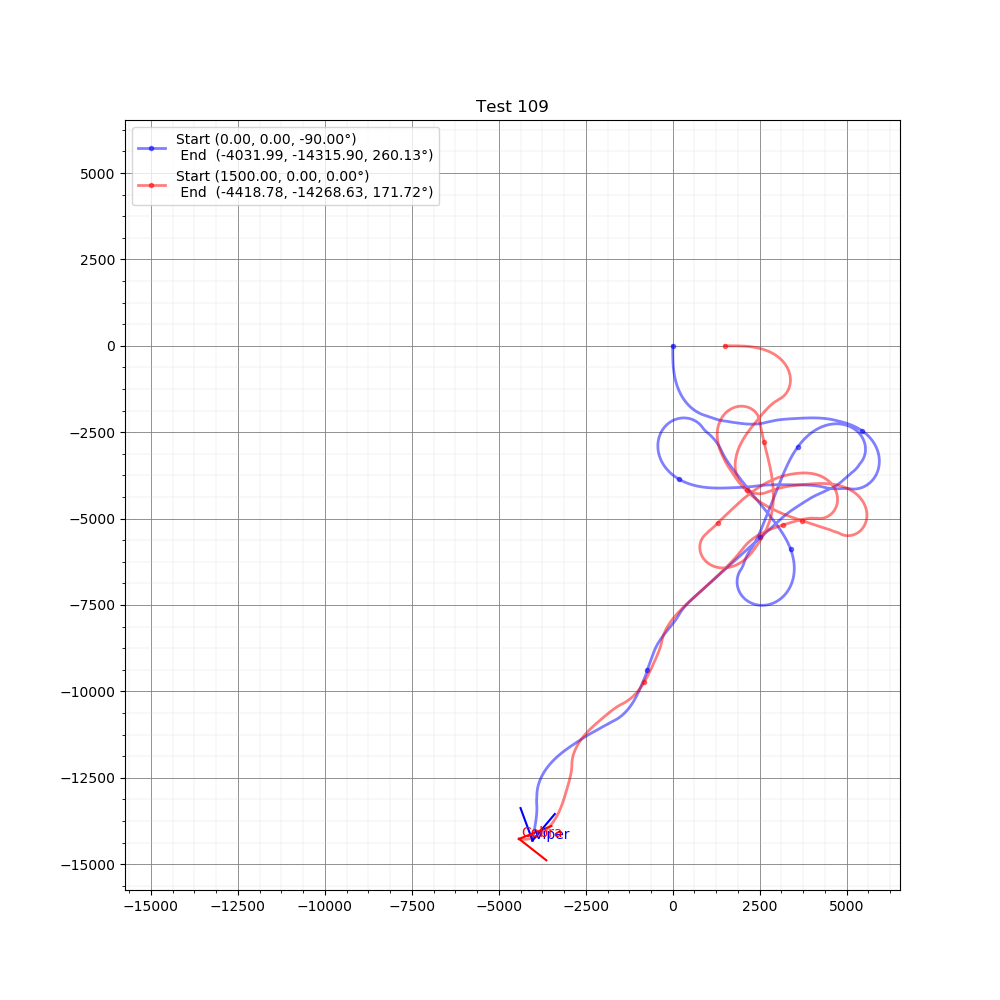 Test 109
Start (0.00, 0.00, -90.00°)
End (-4031.99, -14315.90, 260.13°)
Start (1500.00, 0.00, 0.00°)
End (-4418.78, -14268.63, 171.72°)
5000
2500
0
−2500
−5000
−7500
−10000
−12500
−15000
−15000 −12500 −10000 −7500 −5000 −2500 0 2500 5000